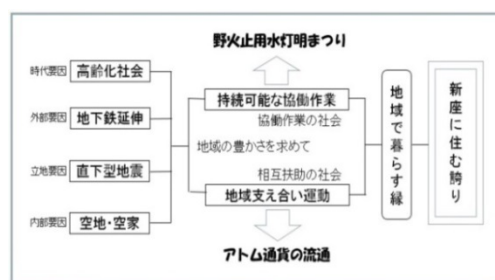 野火止用水灯明まつり
時代要因 高齢化社会
外部要因 地下鉄延伸
立地要因 直下型地震
内部要因 空地・空家
持続可能な協働作業
協働作業の社会
地域の豊かさを求めて
相互扶助の社会
地域支え合い運動
アトム通貨の流通
地域で暮らす縁
新座に住む誇り